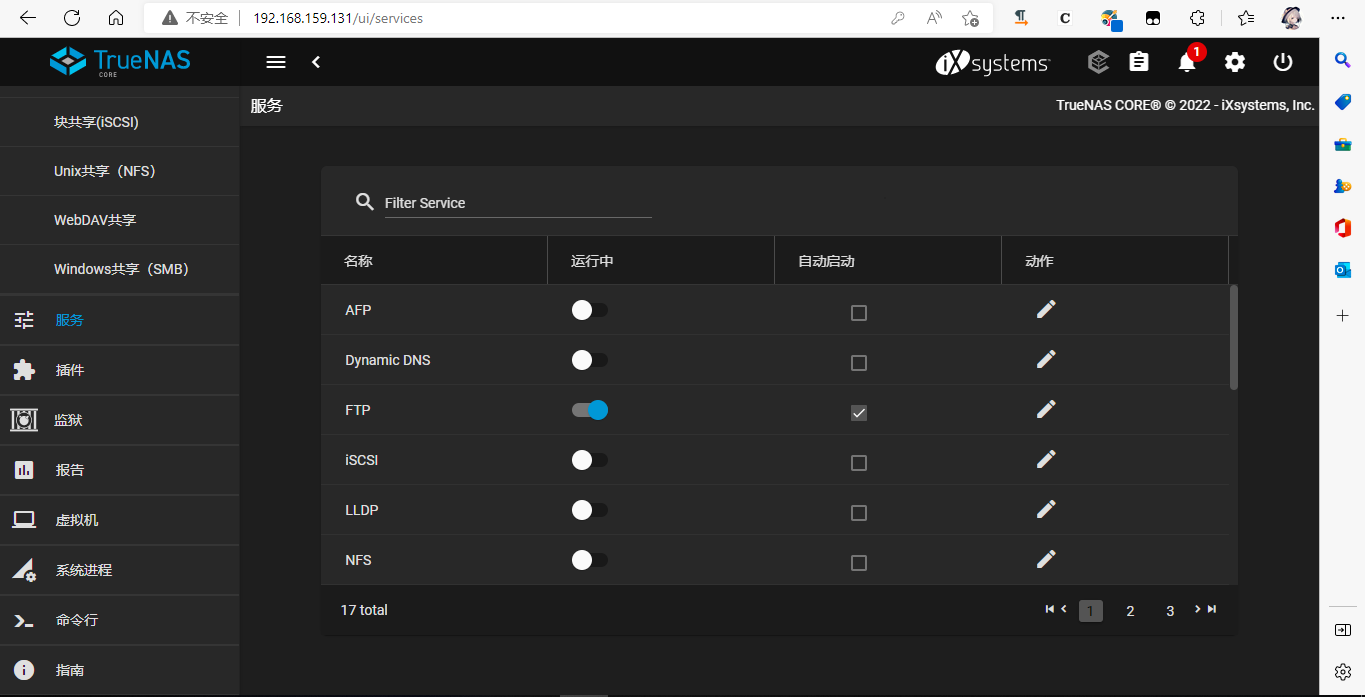 不安全 192.168.159.131/ui/services
TrueNAS
CORE
iXsystems
1
服务
TrueNAS CORE® © 2022 - iXsystems, Inc.
块共享(iSCSI)
Unix共享（NFS）
WebDAV共享
Windows共享（SMB）
服务
插件
监狱
报告
虚拟机
系统进程
命令行
指南
Filter Service
名称 运行中 自动启动 动作
AFP
Dynamic DNS
FTP
iSCSI
LLDP
NFS
17 total
1 2 3